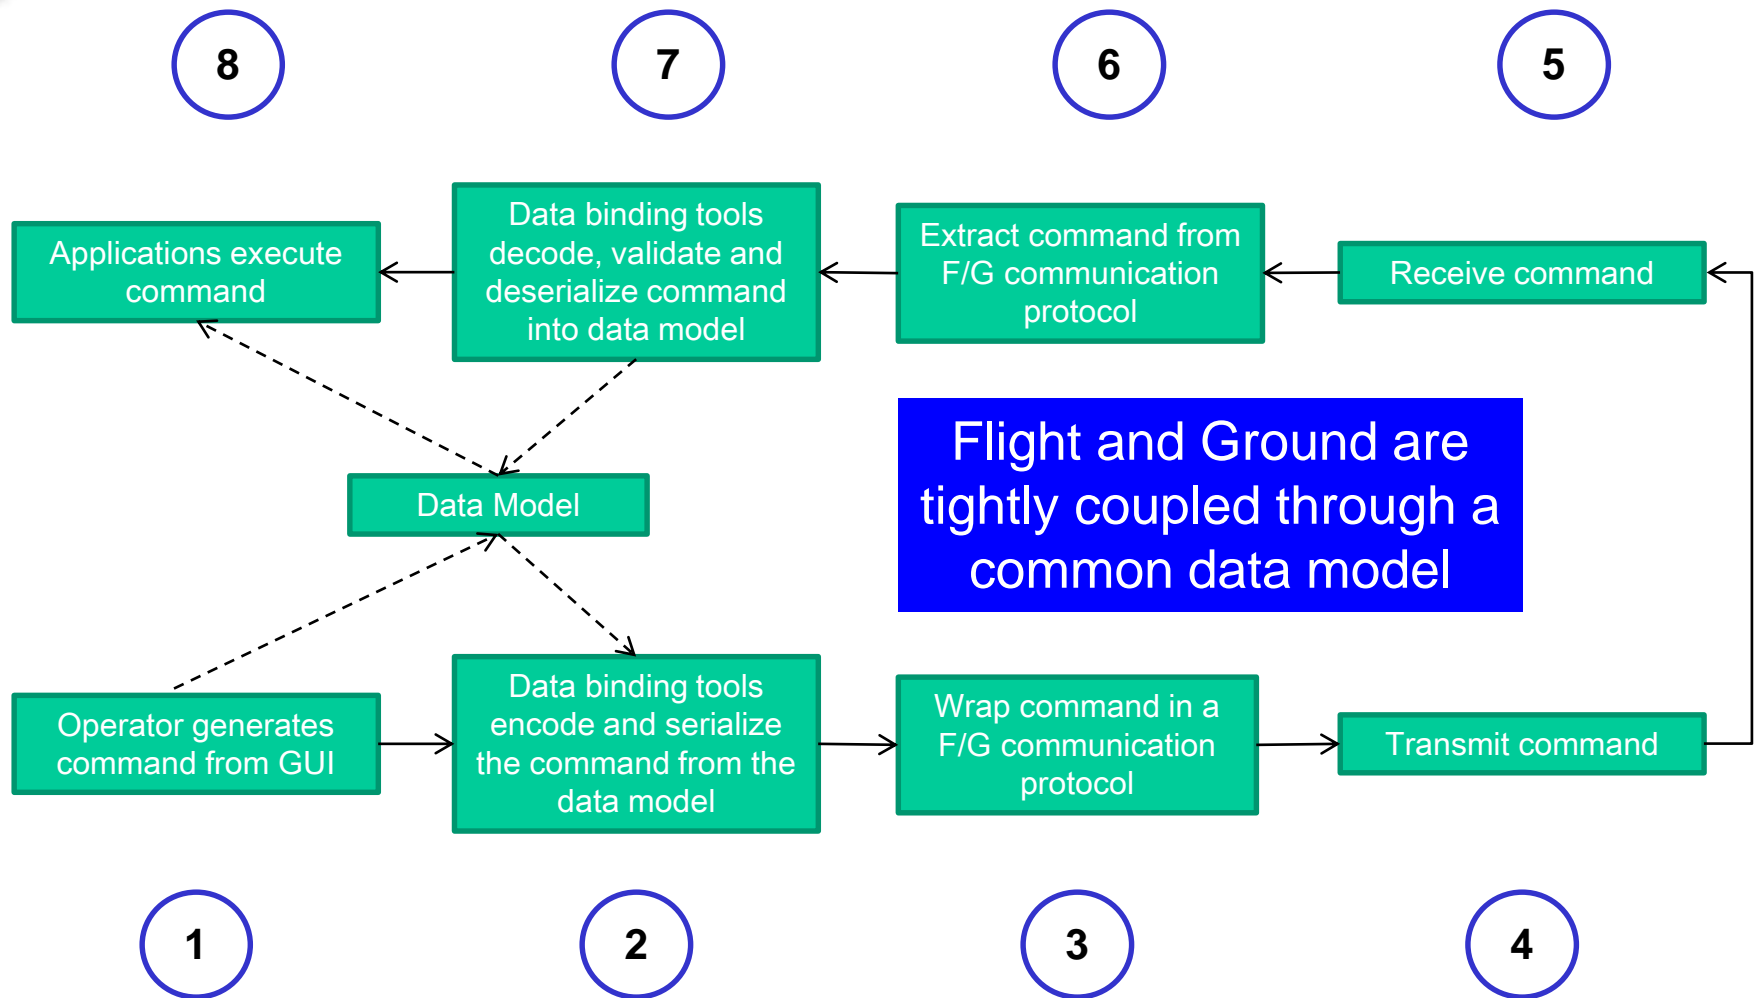 8
7
6
5
Applications execute
command
Data binding tools
decode, validate and
deserialize command
into data model
Extract command from
F/G communication
protocol
Receive command
Data Model
Flight and Ground are
tightly coupled through a
common data model
Operator generates
command from GUI
Data binding tools
encode and serialize
the command from the
data model
Wrap command in a
F/G communication
protocol
Transmit command
1
2
3
4